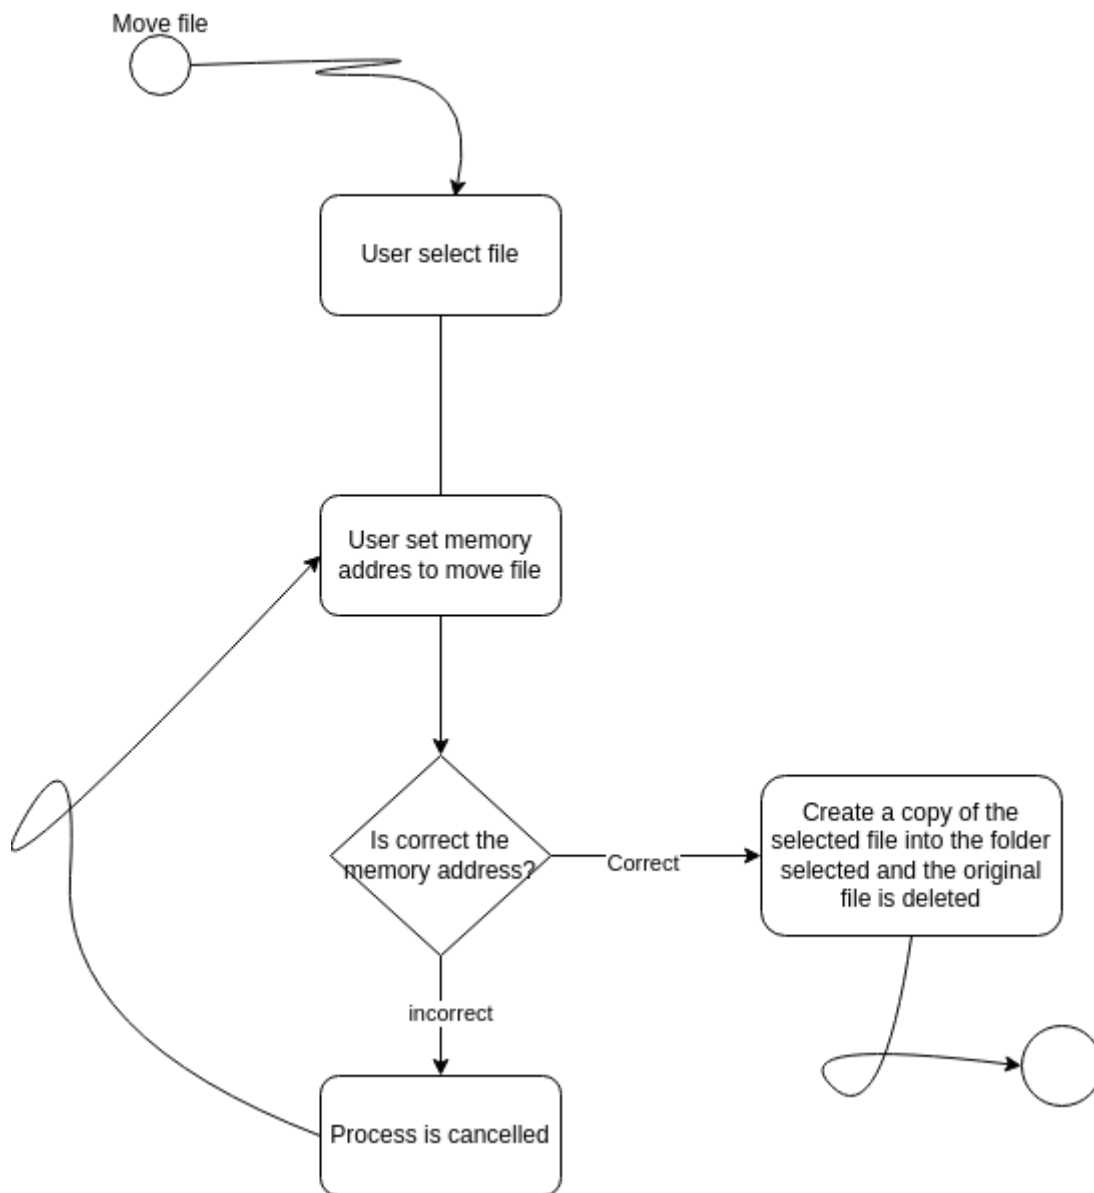 Move file
User select file
User set memory
addres to move file
Is correct the
memory address?
Correct
Create a copy of the
selected file into the folder
selected and the original
file is deleted
incorrect
Process is cancelled